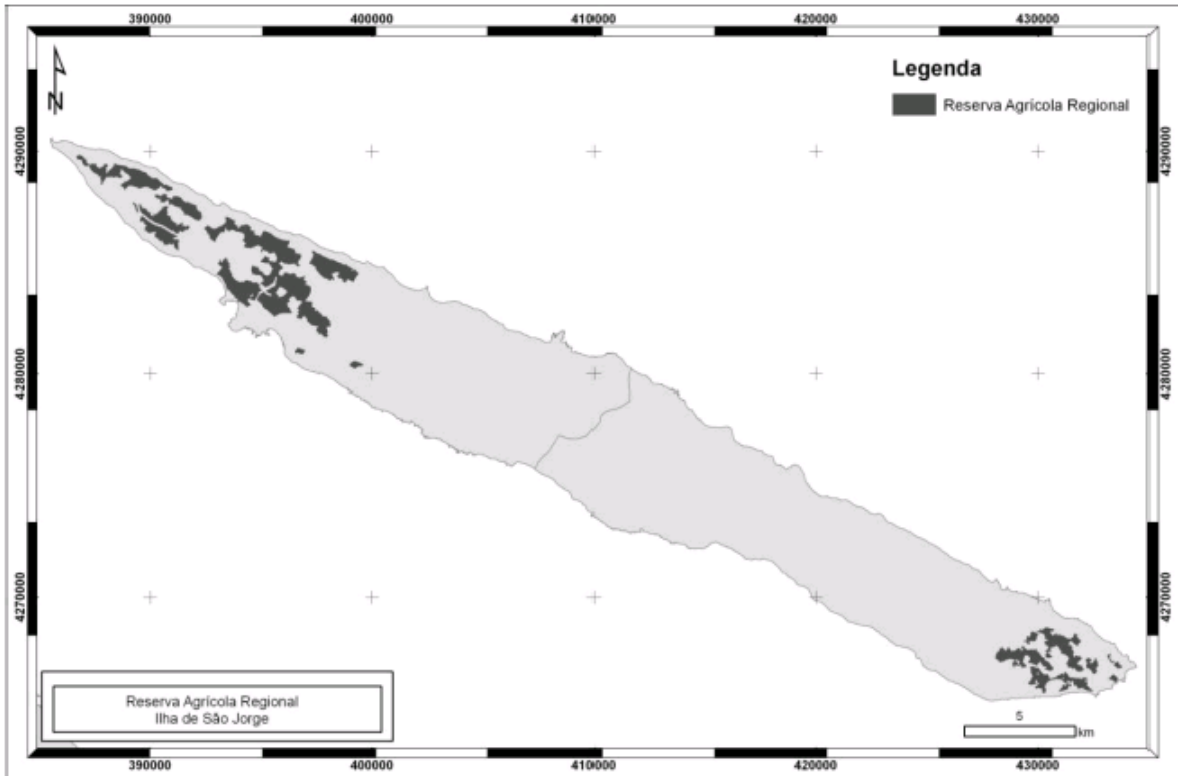 390000 400000 410000 420000 430000
N
Legenda
Reserva Agrícola Regional
4290000 4290000
4280000 4280000
4270000 4270000
Reserva Agrícola Regional
Ilha de São Jorge
5
km
390000 400000 410000 420000 430000